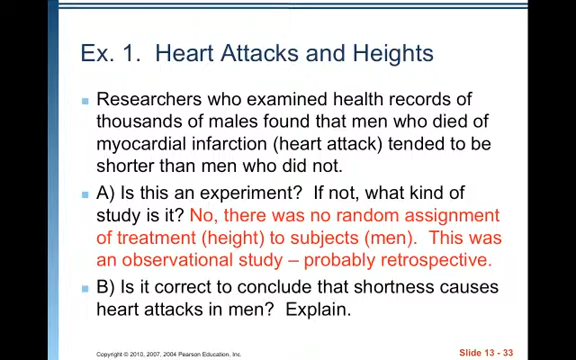 Ex. 1.  Heart Attacks and Heights
Researchers who examined health records of
thousands of males found that men who died of
myocardial infarction (heart attack) tended to be
shorter than men who did not.
A) Is this an experiment?  If not, what kind of
study is it? No, there was no random assignment
of treatment (height) to subjects (men).  This was
an observational study – probably retrospective.
B) Is it correct to conclude that shortness causes
heart attacks in men?  Explain.
Copyright © 2010, 2007, 2004 Pearson Education, Inc.
Slide 13 - 33